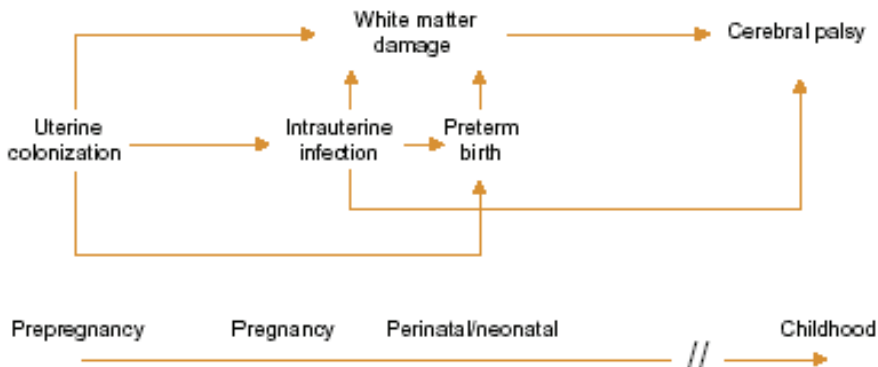 White matter
damage
Cerebral palsy
Uterine
colonization
Intrauterine
infection
Preterm
birth
Prepregnancy
Pregnancy
Perinatal/neonatal
Childhood
//